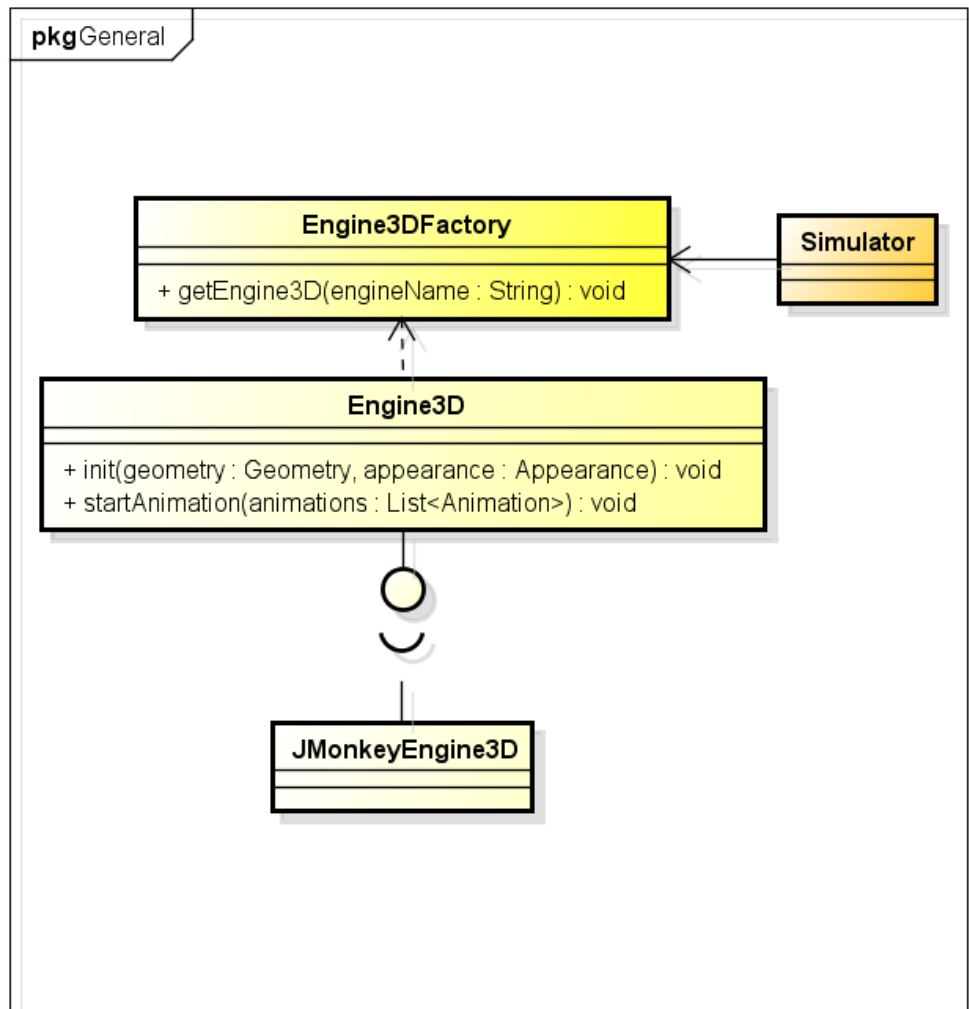 pkgGeneral
Engine3DFactory
+ getEngine3D(engineName : String) : void
Simulator
Engine3D
+ init(geometry : Geometry, appearance : Appearance) : void
+ startAnimation(animations : List<Animation>) : void
JMonkeyEngine3D